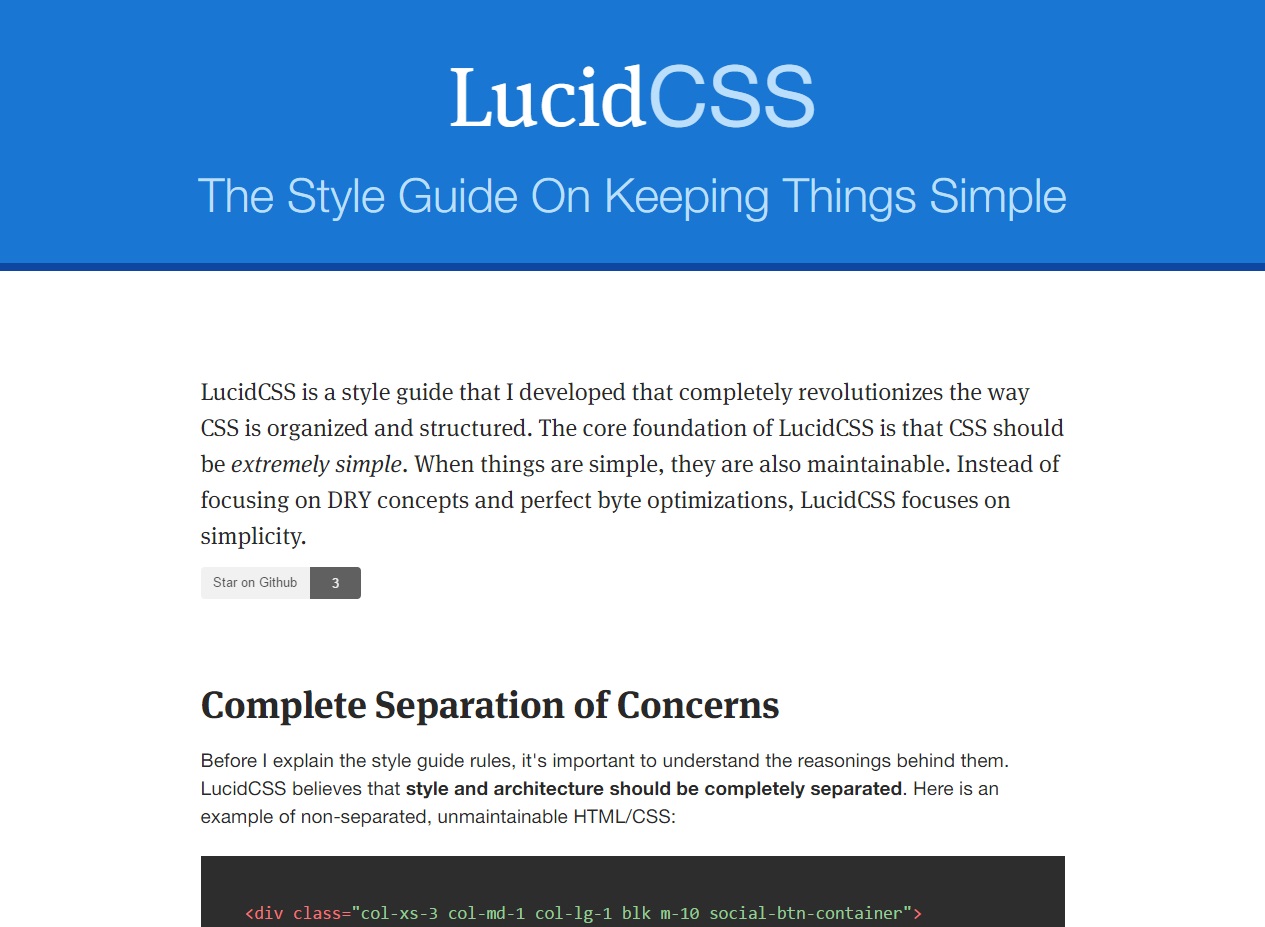 LucidCSS
The Style Guide On Keeping Things Simple
LucidCSS is a style guide that I developed that completely revolutionizes the way
CSS is organized and structured. The core foundation of LucidCSS is that CSS should
be extremely simple. When things are simple, they are also maintainable. Instead of
focusing on DRY concepts and perfect byte optimizations, LucidCSS focuses on
simplicity.
Star on Github 3
Complete Separation of Concerns
Before I explain the style guide rules, it's important to understand the reasonings behind them.
LucidCSS believes that style and architecture should be completely separated. Here is an
example of non-separated, unmaintainable HTML/CSS:
<div class="col-xs-3 col-md-1 col-lg-1 blk m-10 social-btn-container">